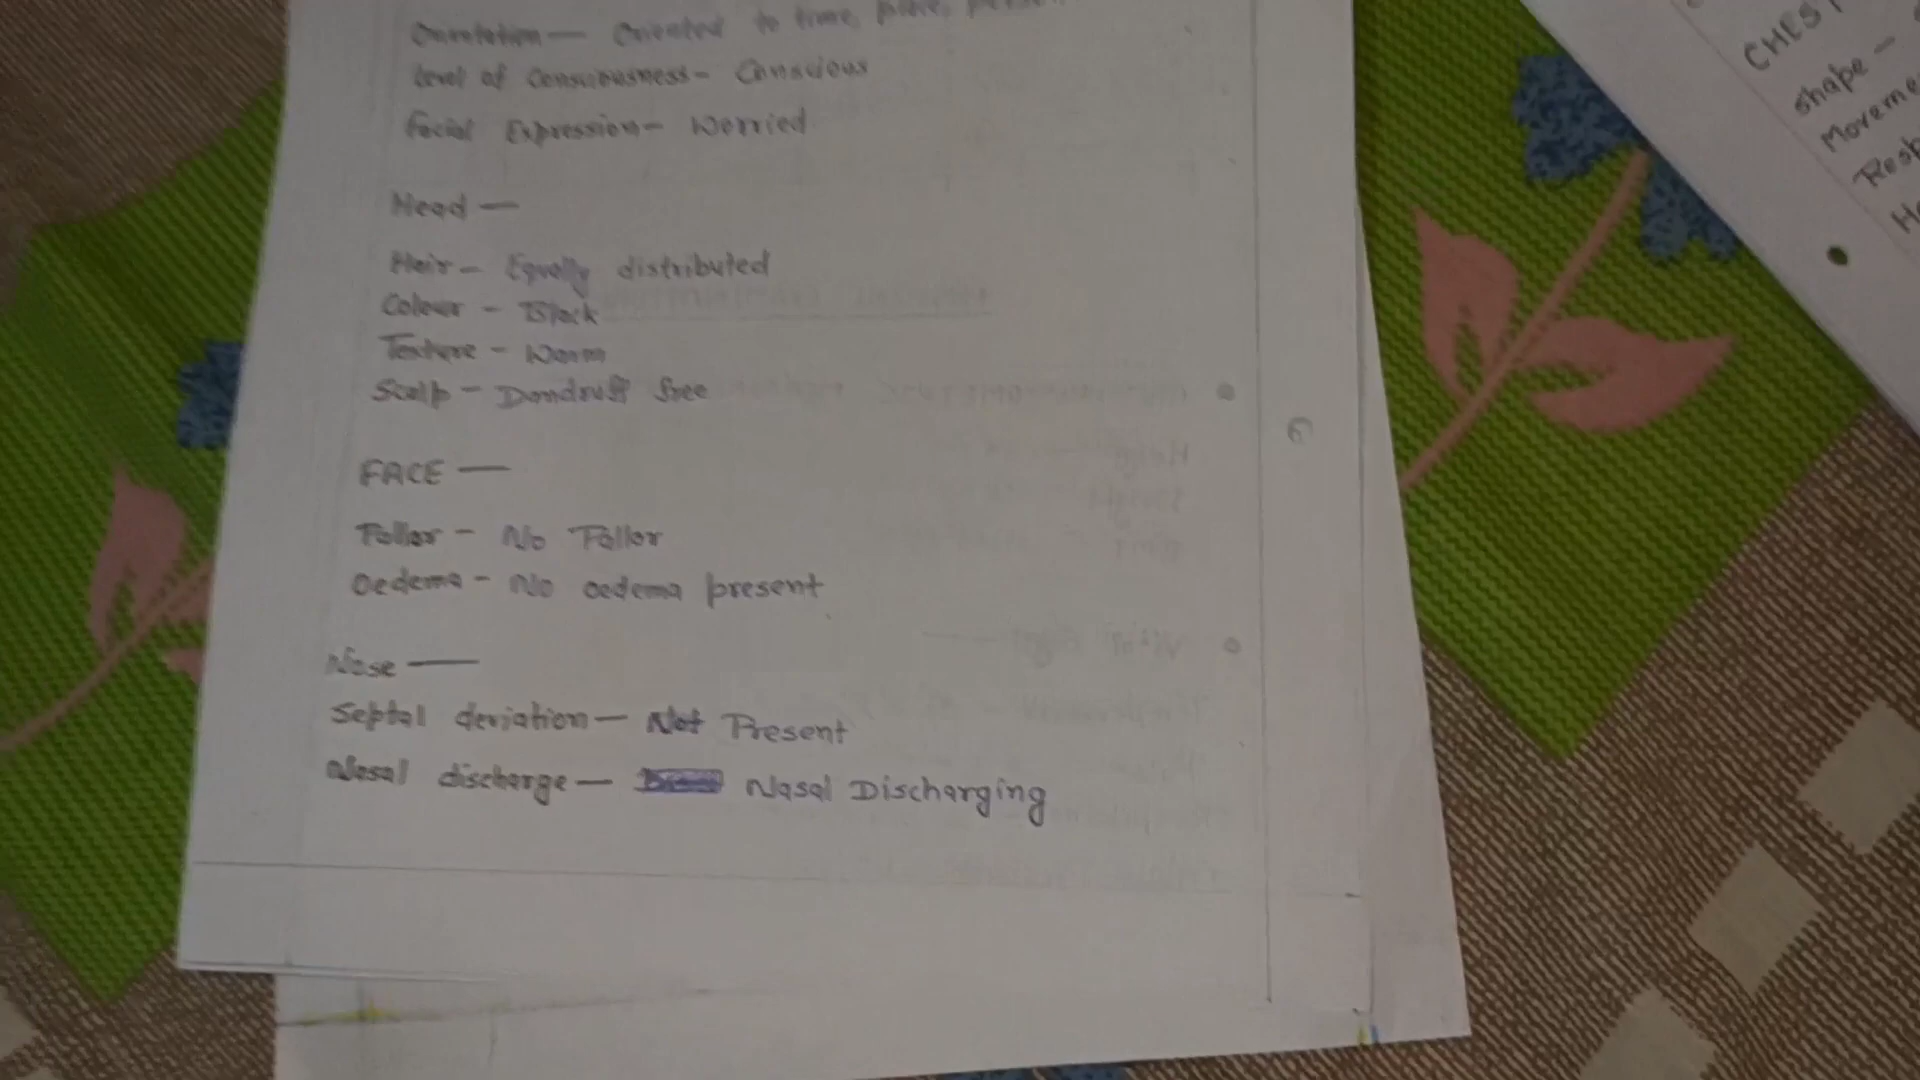 Orientation — Oriented to time, place, person
Level of Consciousness - Conscious
Facial Expression - Worried
Head —
Hair - Equally distributed
Colour - Black
Texture - Warm
Scalp - Dandruff free
FACE —
Pallor - No Pallor
Oedema - No oedema present
Nose —
Septal deviation — Not Present
Nasal discharge — Nasal Discharging
CHES
shape -
Moveme
Resp